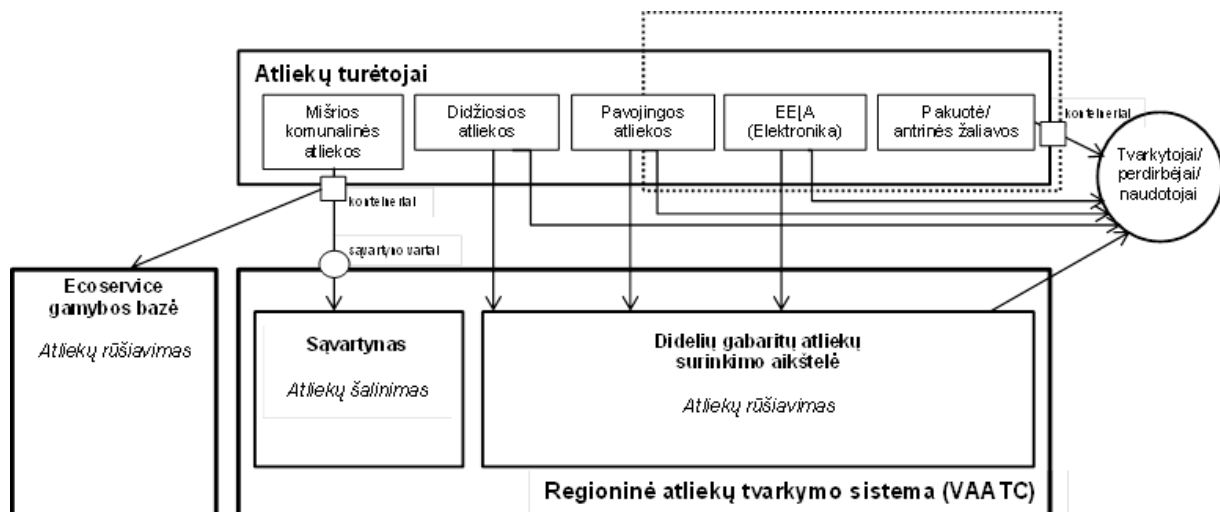 Atliekų turėtojai
Mišrios
komunalinės
atliekos
Didžiosios
atliekos
Pavojingos
atliekos
EEĮA
(Elektronika)
Pakuotė/
antrinės žaliavos
konteineriai
Tvarkytojai/
perdirbėjai/
naudotojai
konteineriai
sąvartyno vartai
Ecoservice
gamybos bazė
Atliekų rūšiavimas
Sąvartynas
Atliekų šalinimas
Didelių gabaritų atliekų
surinkimo aikštelė
Atliekų rūšiavimas
Regioninė atliekų tvarkymo sistema (VAATC)